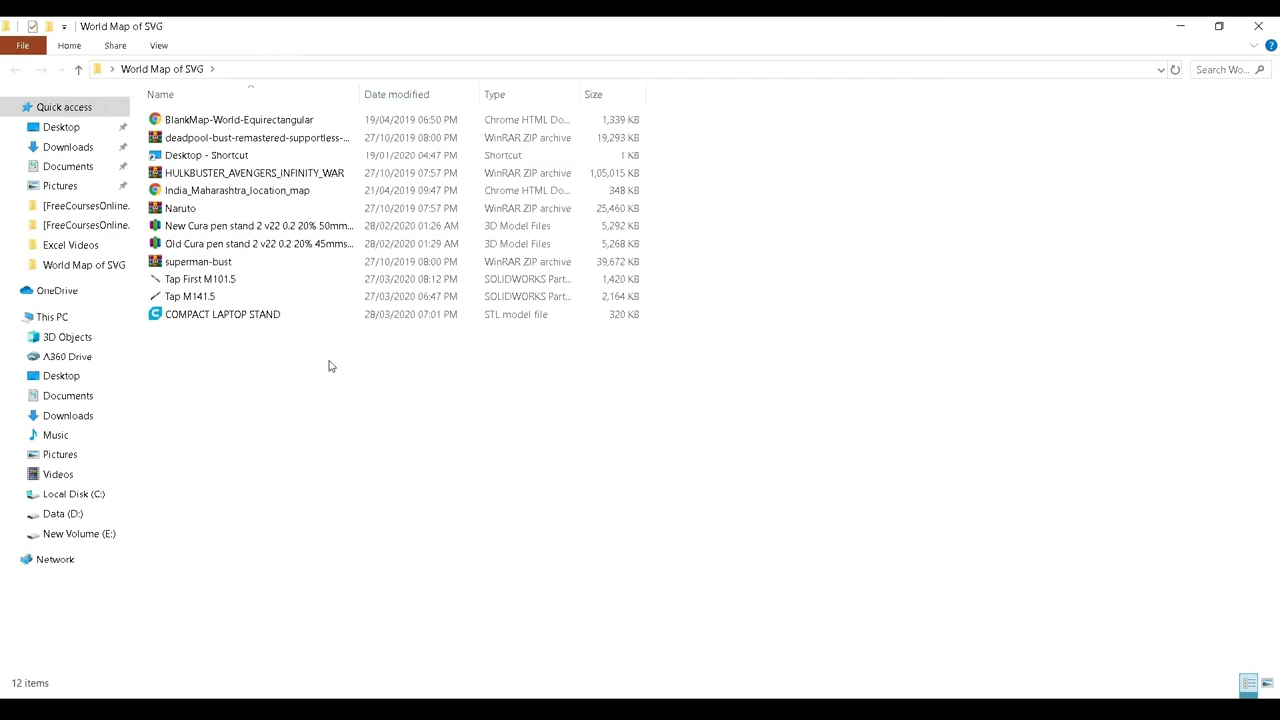 World Map of SVG
File Home Share View
World Map of SVG
Search Wo...
Name Date modified Type Size
Quick access
Desktop
Downloads
Documents
Pictures
[FreeCoursesOnline.
[FreeCoursesOnline.
Excel Videos
World Map of SVG
OneDrive
This PC
3D Objects
A360 Drive
Desktop
Documents
Downloads
Music
Pictures
Videos
Local Disk (C:)
Data (D:)
New Volume (E:)
Network
BlankMap-World-Equirectangular 19/04/2019 06:50 PM Chrome HTML Do... 1,339 KB
deadpool-bust-remastered-supportless-... 27/10/2019 08:00 PM WinRAR ZIP archive 19,293 KB
Desktop - Shortcut 19/01/2020 04:47 PM Shortcut 1 KB
HULKBUSTER_AVENGERS_INFINITY_WAR 27/10/2019 07:57 PM WinRAR ZIP archive 1,05,015 KB
India_Maharashtra_location_map 21/04/2019 09:47 PM Chrome HTML Do... 348 KB
Naruto 27/10/2019 07:57 PM WinRAR ZIP archive 25,460 KB
New Cura pen stand 2 v22 0.2 20% 50mm... 28/02/2020 01:26 AM 3D Model Files 5,292 KB
Old Cura pen stand 2 v22 0.2 20% 45mms... 28/02/2020 01:29 AM 3D Model Files 5,268 KB
superman-bust 27/10/2019 08:00 PM WinRAR ZIP archive 39,672 KB
Tap First M101.5 27/03/2020 08:12 PM SOLIDWORKS Part... 1,420 KB
Tap M141.5 27/03/2020 06:47 PM SOLIDWORKS Part... 2,164 KB
COMPACT LAPTOP STAND 28/03/2020 07:01 PM STL model file 320 KB
12 items